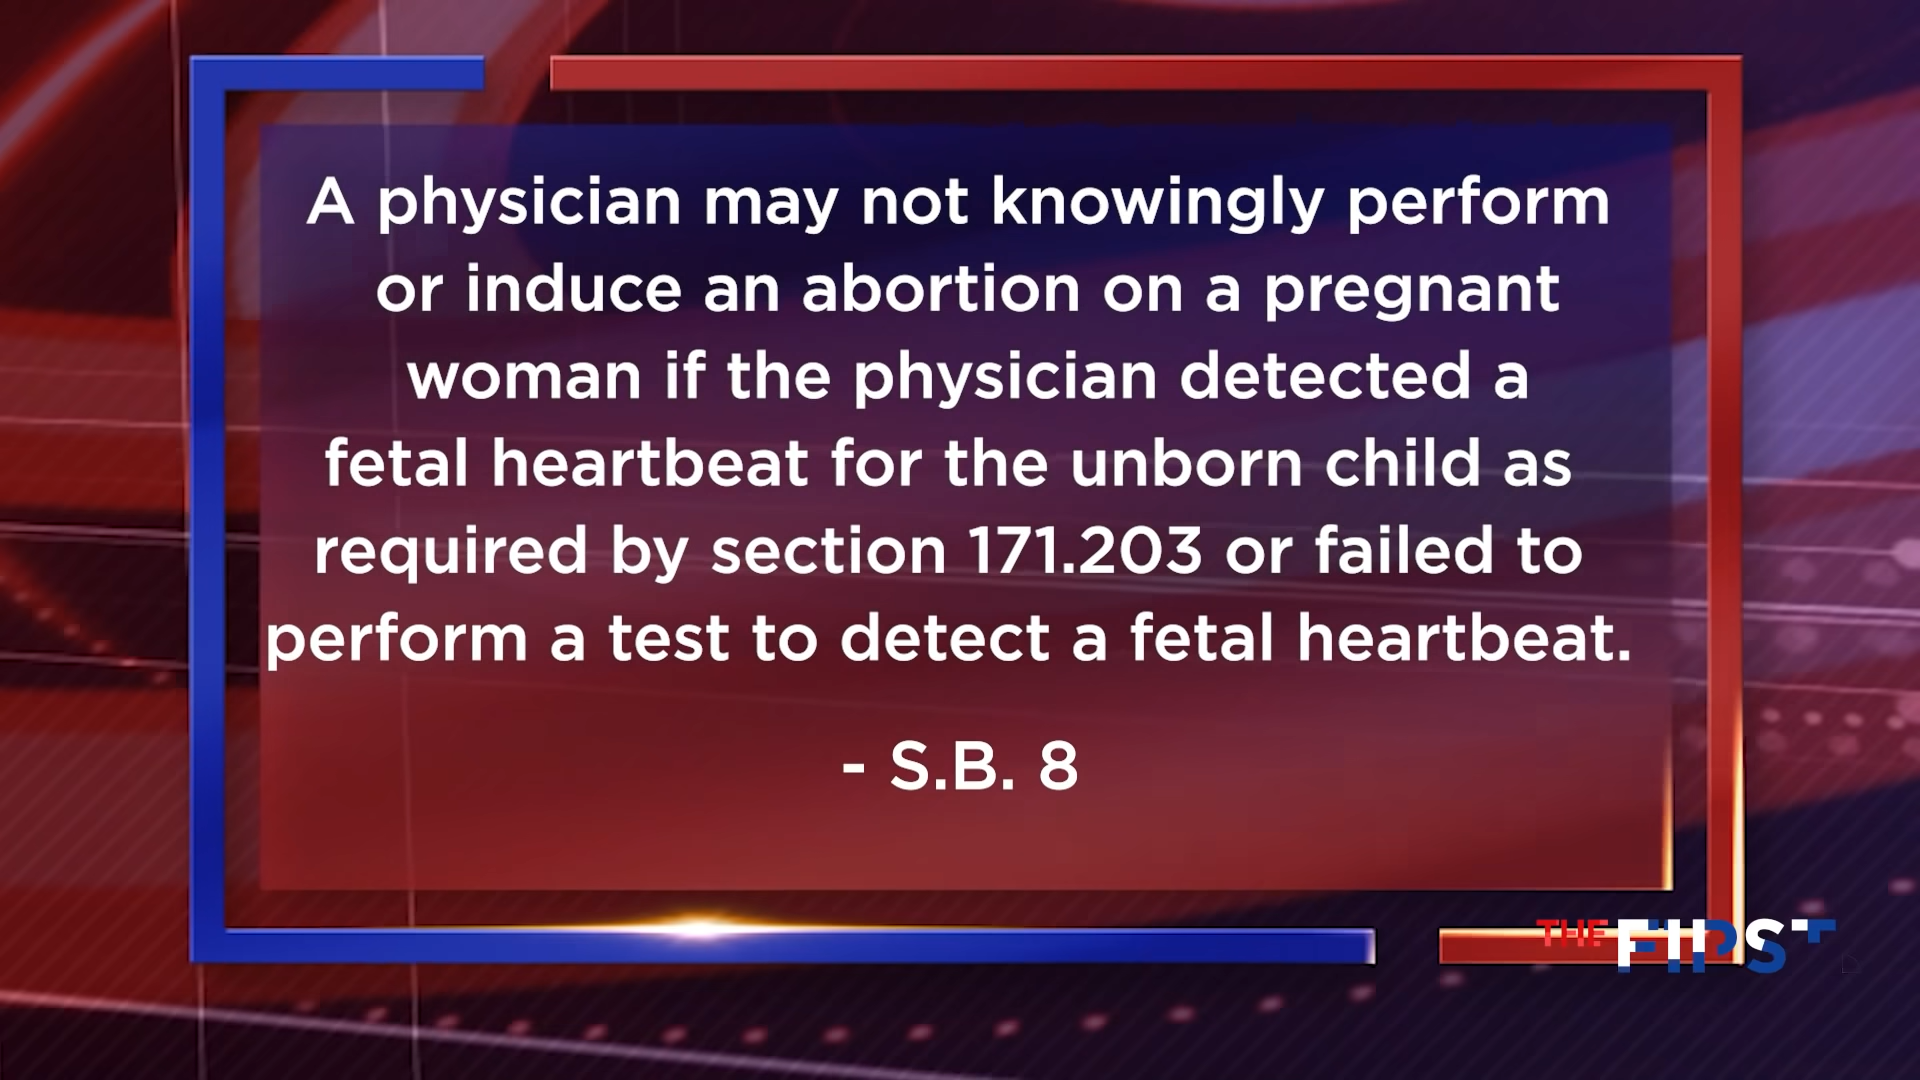 A physician may not knowingly perform
or induce an abortion on a pregnant
woman if the physician detected a
fetal heartbeat for the unborn child as
required by section 171.203 or failed to
perform a test to detect a fetal heartbeat.
- S.B. 8
THE FIRST